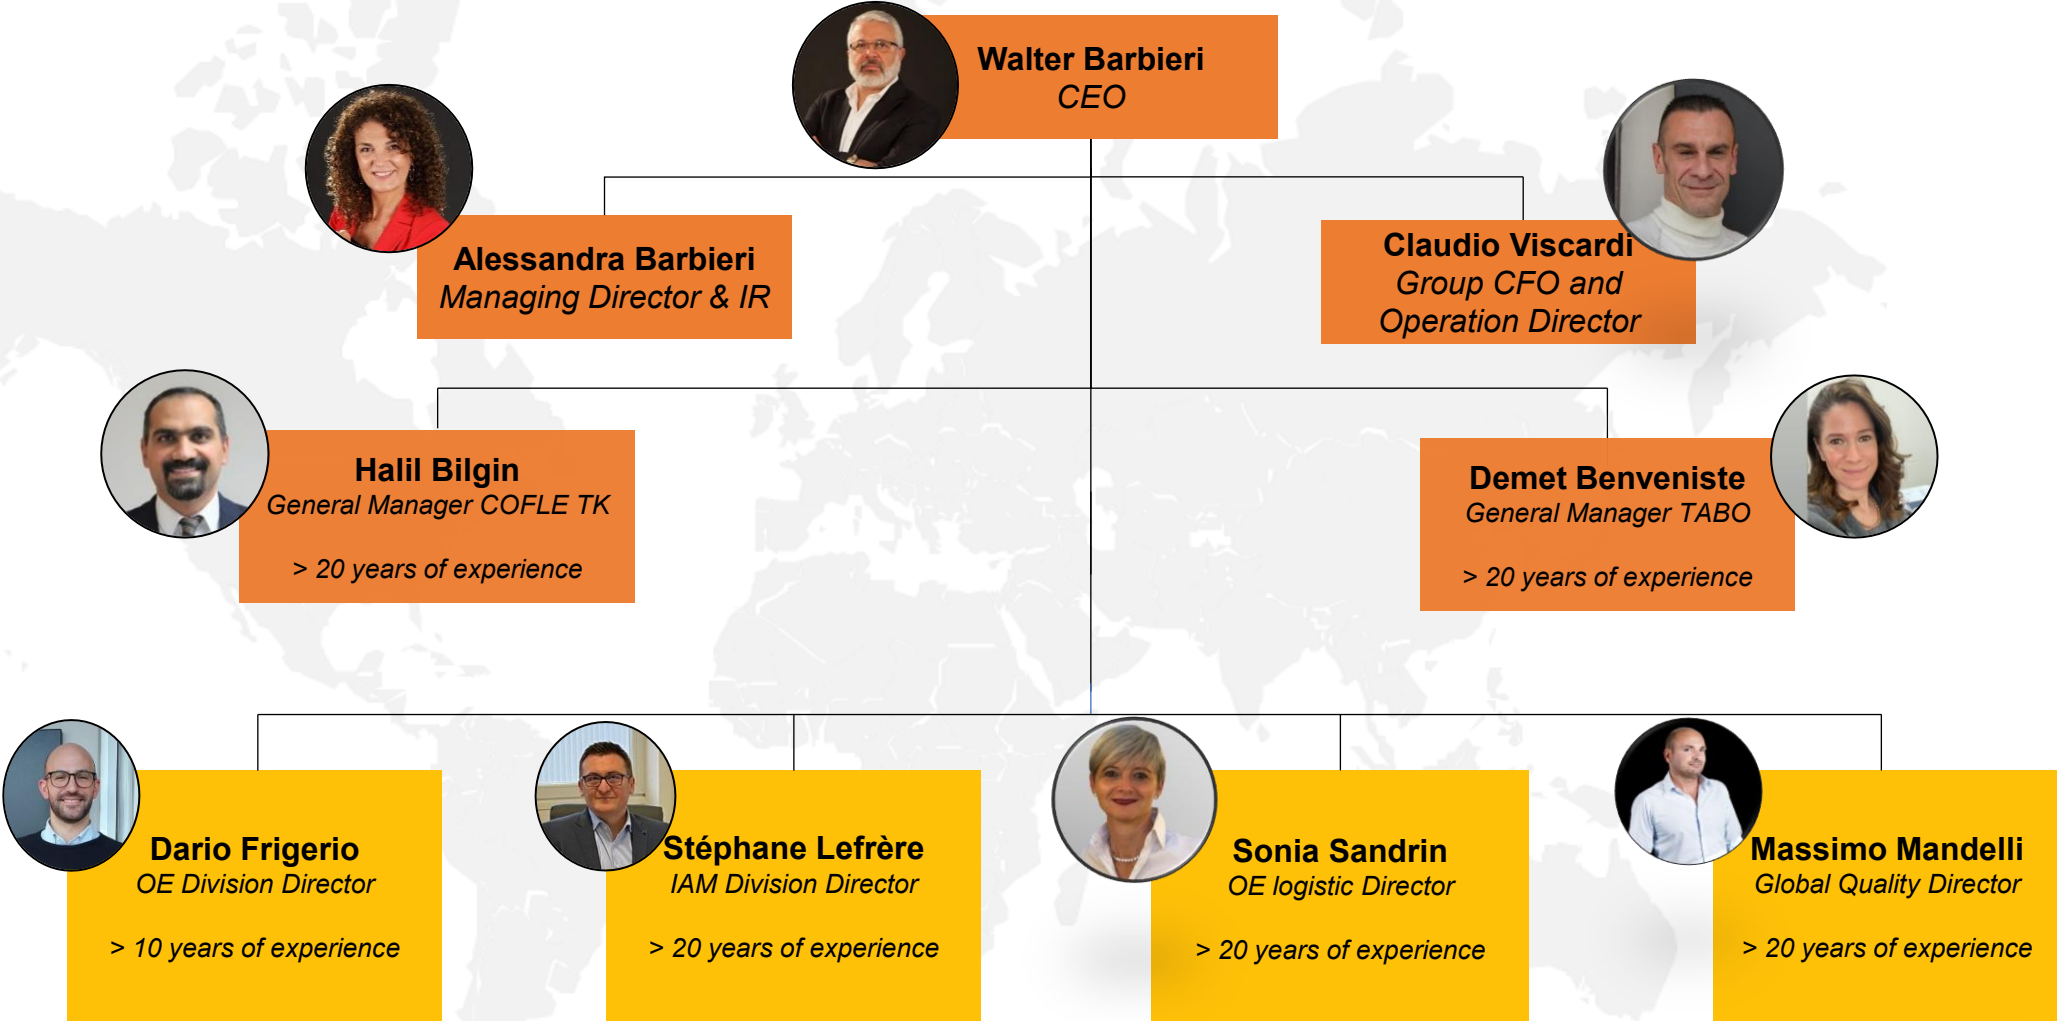 Walter Barbieri
CEO
Alessandra Barbieri
Managing Director & IR
Claudio Viscardi
Group CFO and
Operation Director
Halil Bilgin
General Manager COFLE TK
> 20 years of experience
Demet Benveniste
General Manager TABO
> 20 years of experience
Dario Frigerio
OE Division Director
> 10 years of experience
Stéphane Lefrère
IAM Division Director
> 20 years of experience
Sonia Sandrin
OE logistic Director
> 20 years of experience
Massimo Mandelli
Global Quality Director
> 20 years of experience